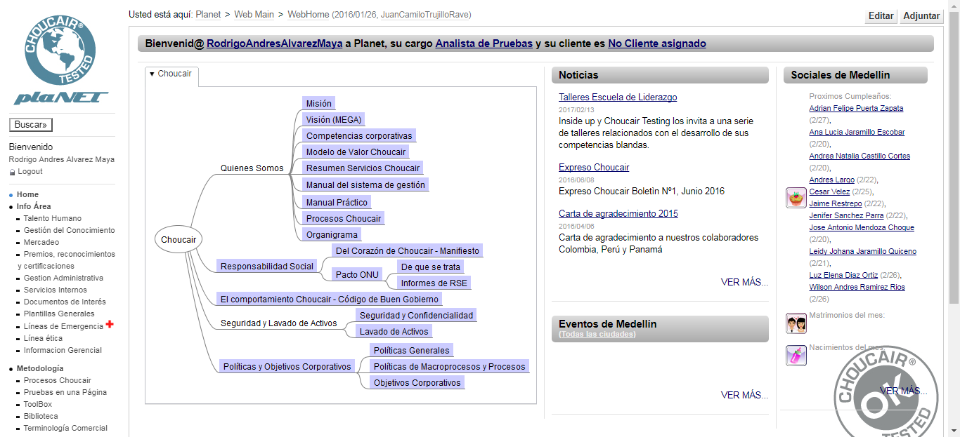 CHOUCAIR
TESTED
plaNET
Buscar»
Bienvenido
Rodrigo Andres Alvarez Maya
Logout
Home
Info Área
Talento Humano
Gestión del Conocimiento
Mercadeo
Premios, reconocimientos
y certificaciones
Gestion Administrativa
Servicios Internos
Documentos de Interés
Plantillas Generales
Líneas de Emergencia
Línea ética
Informacion Gerencial
Metodología
Procesos Choucair
Pruebas en una Página
ToolBox
Biblioteca
Terminología Comercial
Usted está aquí: Planet > Web Main > WebHome (2016/01/26, JuanCamiloTrujilloRave)
Editar Adjuntar
Bienvenid@ RodrigoAndresAlvarezMaya a Planet, su cargo Analista de Pruebas y su cliente es No Cliente asignado
▼ Choucair
Choucair
Quienes Somos
Misión
Visión (MEGA)
Competencias corporativas
Modelo de Valor Choucair
Resumen Servicios Choucair
Manual del sistema de gestión
Manual Práctico
Procesos Choucair
Organigrama
Responsabilidad Social
Del Corazón de Choucair - Manifiesto
Pacto ONU
De que se trata
Informes de RSE
El comportamiento Choucair - Código de Buen Gobierno
Seguridad y Lavado de Activos
Seguridad y Confidencialidad
Lavado de Activos
Políticas y Objetivos Corporativos
Políticas Generales
Políticas de Macroprocesos y Procesos
Objetivos Corporativos
Noticias
Talleres Escuela de Liderazgo
2017/02/13
Inside up y Choucair Testing los invita a una serie
de talleres relacionados con el desarrollo de sus
competencias blandas.
Expreso Choucair
2016/08/08
Expreso Choucair Boletin Nº1, Junio 2016
Carta de agradecimiento 2015
2016/04/06
Carta de agradecimiento a nuestros colaboradores
Colombia, Perú y Panamá
VER MÁS...
Eventos de Medellín
(Todas las ciudades)
VER MÁS...
Sociales de Medellín
Proximos Cumpleaños:
Adrian Felipe Puerta Zapata
(2/27),
Ana Lucia Jaramillo Escobar
(2/20),
Andrea Natalia Castillo Cortes
(2/20),
Andres Largo (2/22),
Cesar Velez (2/25),
Jaime Restrepo (2/22),
Jenifer Sanchez Parra (2/22),
Jose Antonio Mendoza Choque
(2/20),
Leidy Johana Jaramillo Quiceno
(2/21),
Luz Elena Diaz Ortiz (2/26),
Wilson Andres Ramirez Rios
(2/26)
Matrimonios del mes:
Nacimientos del mes:
VER MÁS...
CHOUCAIR
OK
TESTED